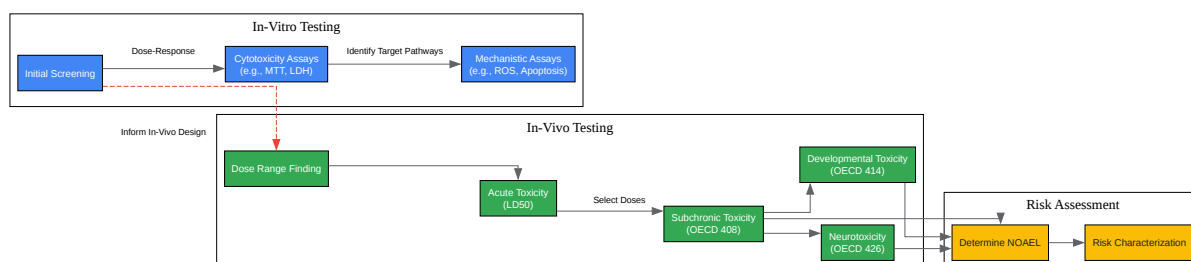 In-Vitro Testing
Dose-Response
Identify Target Pathways
Initial Screening
Cytotoxicity Assays
(e.g., MTT, LDH)
Mechanistic Assays
(e.g., ROS, Apoptosis)
Inform In-Vivo Design
In-Vivo Testing
Dose Range Finding
Acute Toxicity
(LD50)
Select Doses
Subchronic Toxicity
(OECD 408)
Developmental Toxicity
(OECD 414)
Neurotoxicity
(OECD 426)
Risk Assessment
Determine NOAEL
Risk Characterization